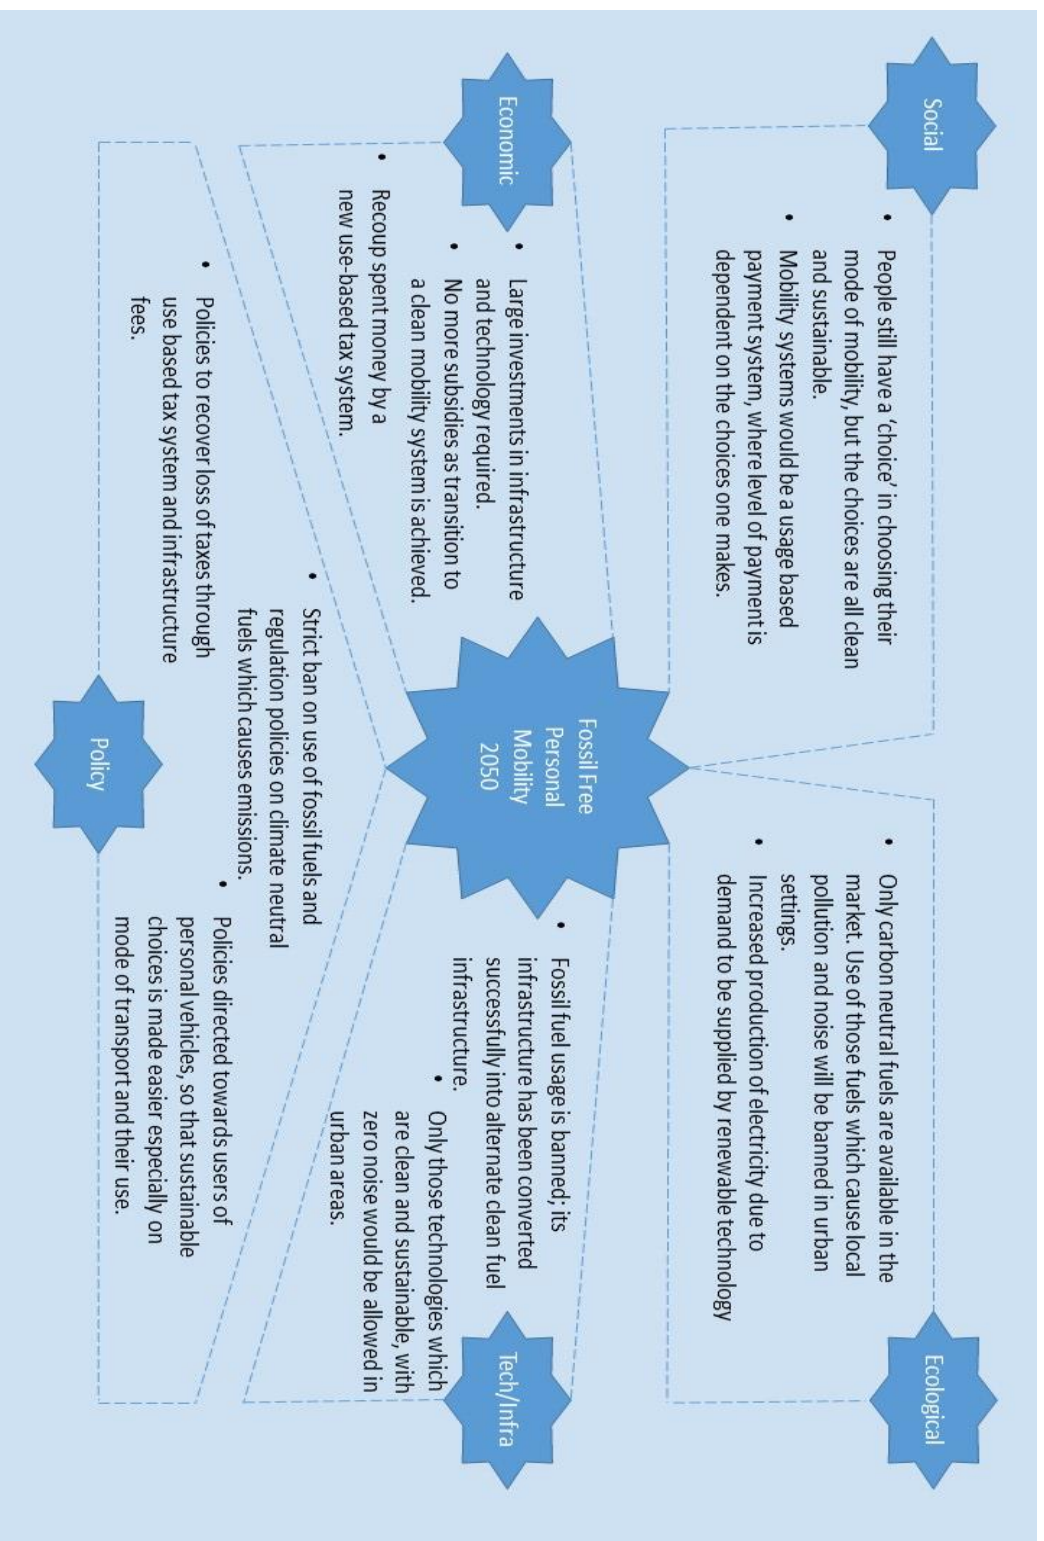 Social
• People still have a ‘choice’ in choosing their
mode of mobility, but the choices are all clean
and sustainable.
• Mobility systems would be a usage based
payment system, where level of payment is
dependent on the choices one makes.
Ecological
• Only carbon neutral fuels are available in the
market. Use of those fuels which cause local
pollution and noise will be banned in urban
settings.
• Increased production of electricity due to
demand to be supplied by renewable technology
Economic
• Large investments in infrastructure
and technology required.
• No more subsidies as transition to
a clean mobility system is achieved.
• Recoup spent money by a
new use-based tax system.
Fossil Free
Personal
Mobility
2050
• Fossil fuel usage is banned; its
infrastructure has been converted
successfully into alternate clean fuel
infrastructure.
• Only those technologies which
are clean and sustainable, with
zero noise would be allowed in
urban areas.
Tech/Infra
• Strict ban on use of fossil fuels and
regulation policies on climate neutral
fuels which causes emissions.
• Policies to recover loss of taxes through
use based tax system and infrastructure
fees.
• Policies directed towards users of
personal vehicles, so that sustainable
choices is made easier especially on
mode of transport and their use.
Policy